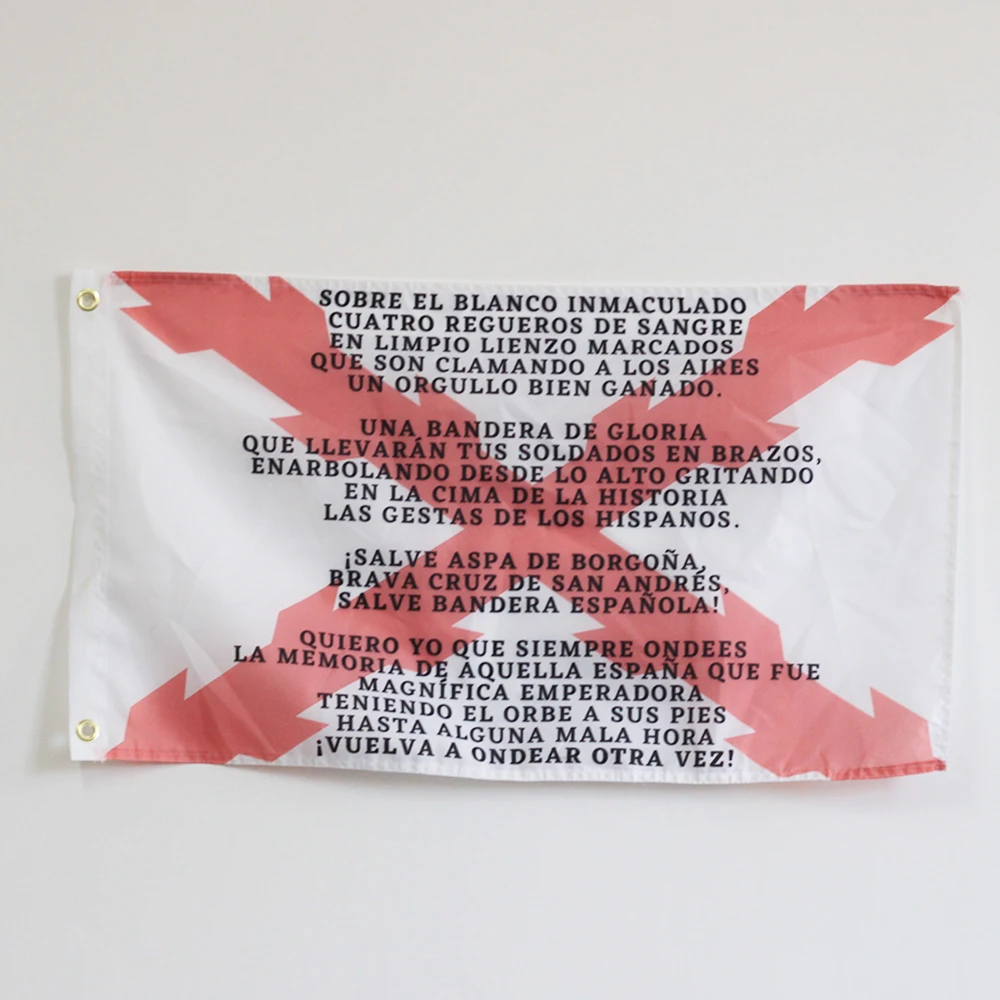 SOBRE EL BLANCO INMACULADO
CUATRO REGUEROS DE SANGRE
EN LIMPIO LIENZO MARCADOS
QUE SON CLAMANDO A LOS AIRES
UN ORGULLO BIEN GANADO.
UNA BANDERA DE GLORIA
QUE LLEVARÁN TUS SOLDADOS EN BRAZOS,
ENARBOLANDO DESDE LO ALTO GRITANDO
EN LA CIMA DE LA HISTORIA
LAS GESTAS DE LOS HISPANOS.
¡SALVE ASPA DE BORGOÑA,
BRAVA CRUZ DE SAN ANDRÉS,
SALVE BANDERA ESPAÑOLA!
QUIERO YO QUE SIEMPRE ONDEES
LA MEMORIA DE AQUELLA ESPAÑA QUE FUE
MAGNÍFICA EMPERADORA
TENIENDO EL ORBE A SUS PIES
HASTA ALGUNA MALA HORA
¡VUELVA A ONDEAR OTRA VEZ!